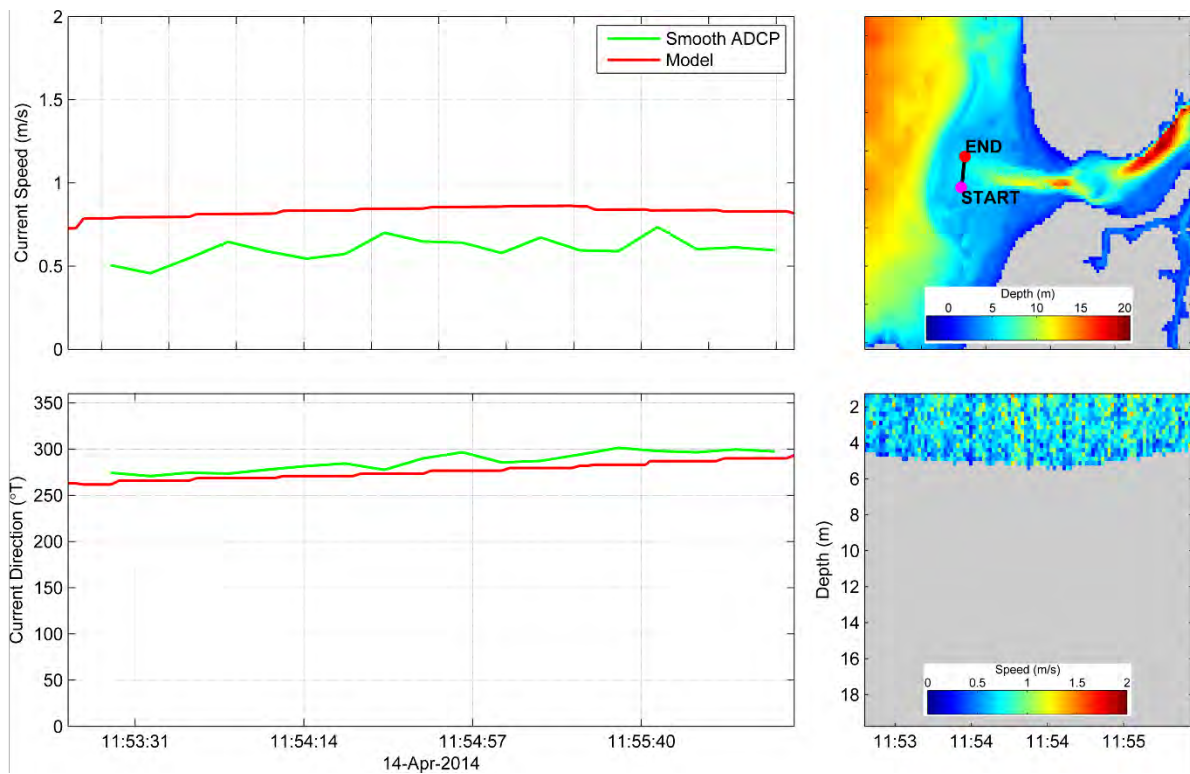 2
1.5
1
0.5
0
Current Speed (m/s)
Smooth ADCP
Model
END
START
Depth (m)
0 5 10 15 20
350
300
250
200
150
100
50
0
Current Direction (°T)
11:53:31 11:54:14 11:54:57 11:55:40
14-Apr-2014
2
4
6
8
10
12
14
16
18
Depth (m)
Speed (m/s)
0 0.5 1 1.5 2
11:53 11:54 11:54 11:55